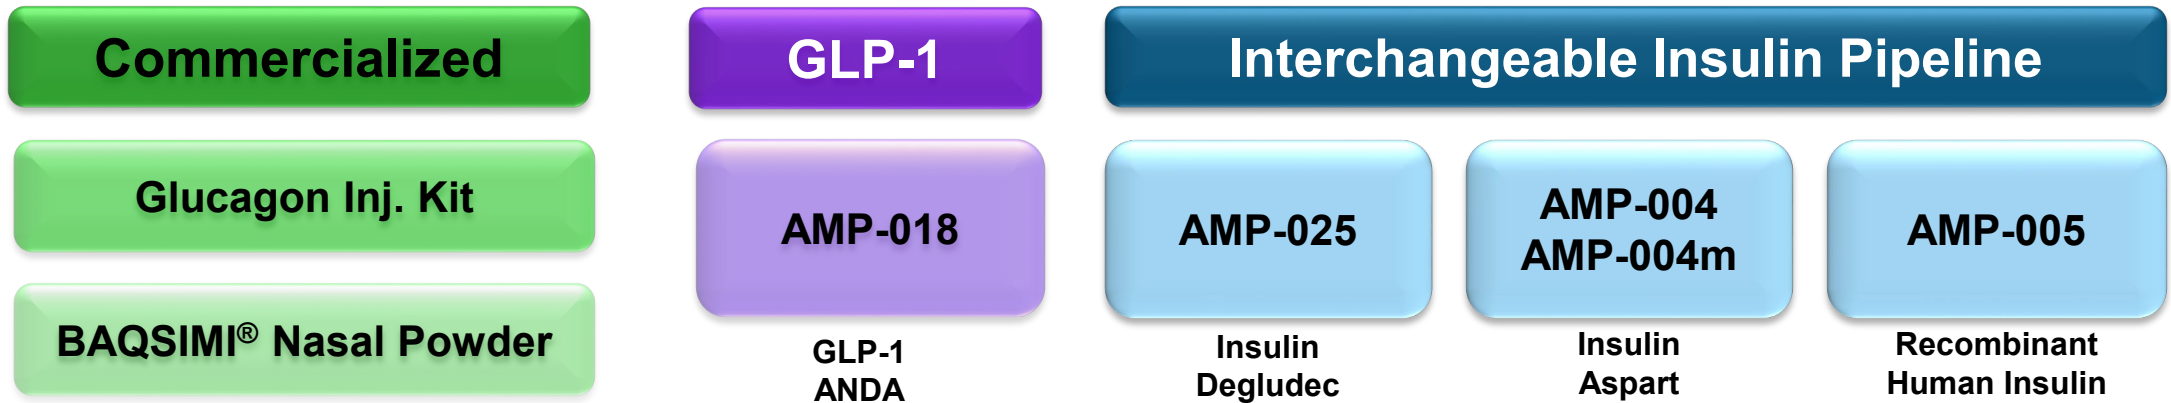 Commercialized
Glucagon Inj. Kit
BAQSIMI® Nasal Powder
GLP-1
AMP-018
GLP-1
ANDA
Interchangeable Insulin Pipeline
AMP-025
Insulin
Degludec
AMP-004
AMP-004m
Insulin
Aspart
AMP-005
Recombinant
Human Insulin